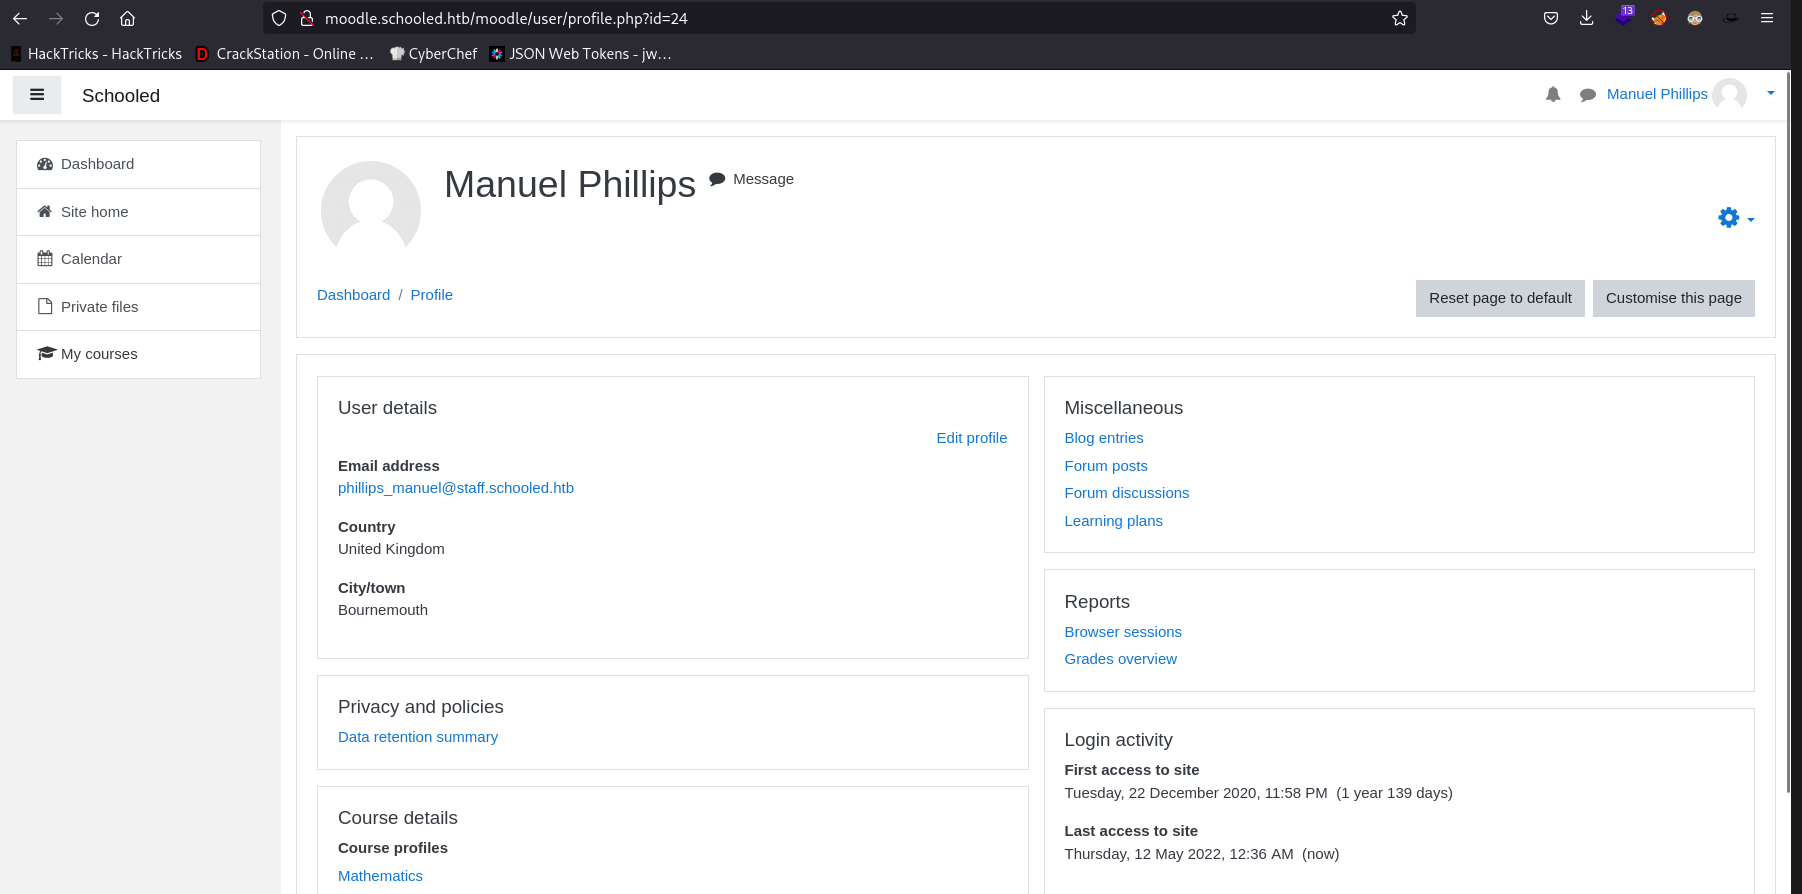 moodle.schooled.htb/moodle/user/profile.php?id=24
13
HackTricks - HackTricks
CrackStation - Online ...
CyberChef
JSON Web Tokens - jw...
Schooled
Manuel Phillips
Dashboard
Site home
Calendar
Private files
My courses
Manuel Phillips
Message
Dashboard / Profile
Reset page to default
Customise this page
User details
Edit profile
Email address
phillips_manuel@staff.schooled.htb
Country
United Kingdom
City/town
Bournemouth
Privacy and policies
Data retention summary
Course details
Course profiles
Mathematics
Miscellaneous
Blog entries
Forum posts
Forum discussions
Learning plans
Reports
Browser sessions
Grades overview
Login activity
First access to site
Tuesday, 22 December 2020, 11:58 PM (1 year 139 days)
Last access to site
Thursday, 12 May 2022, 12:36 AM (now)